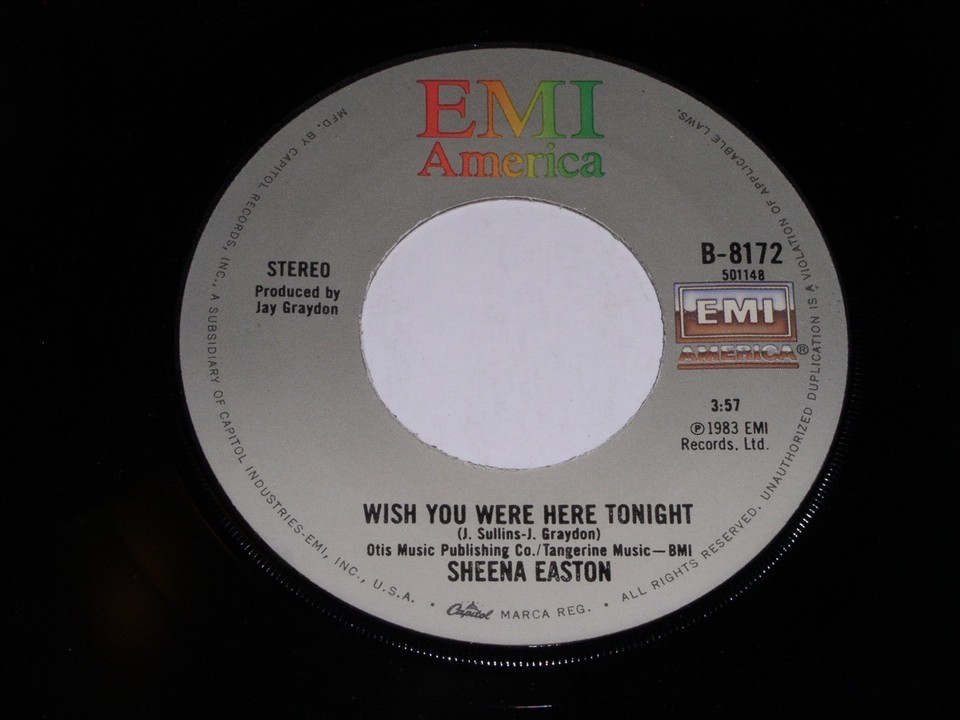 EMI
America
STEREO
Produced by
Jay Graydon
B-8172
501148
EMI
AMERICA®
3:57
℗1983 EMI
Records, Ltd.
WISH YOU WERE HERE TONIGHT
(J. Sullins-J. Graydon)
Otis Music Publishing Co./Tangerine Music—BMI
SHEENA EASTON
MFD. BY CAPITOL RECORDS, INC., A SUBSIDIARY OF CAPITOL INDUSTRIES-EMI, INC., U.S.A. • Capitol MARCA REG. • ALL RIGHTS RESERVED. UNAUTHORIZED DUPLICATION IS A VIOLATION OF APPLICABLE LAWS.